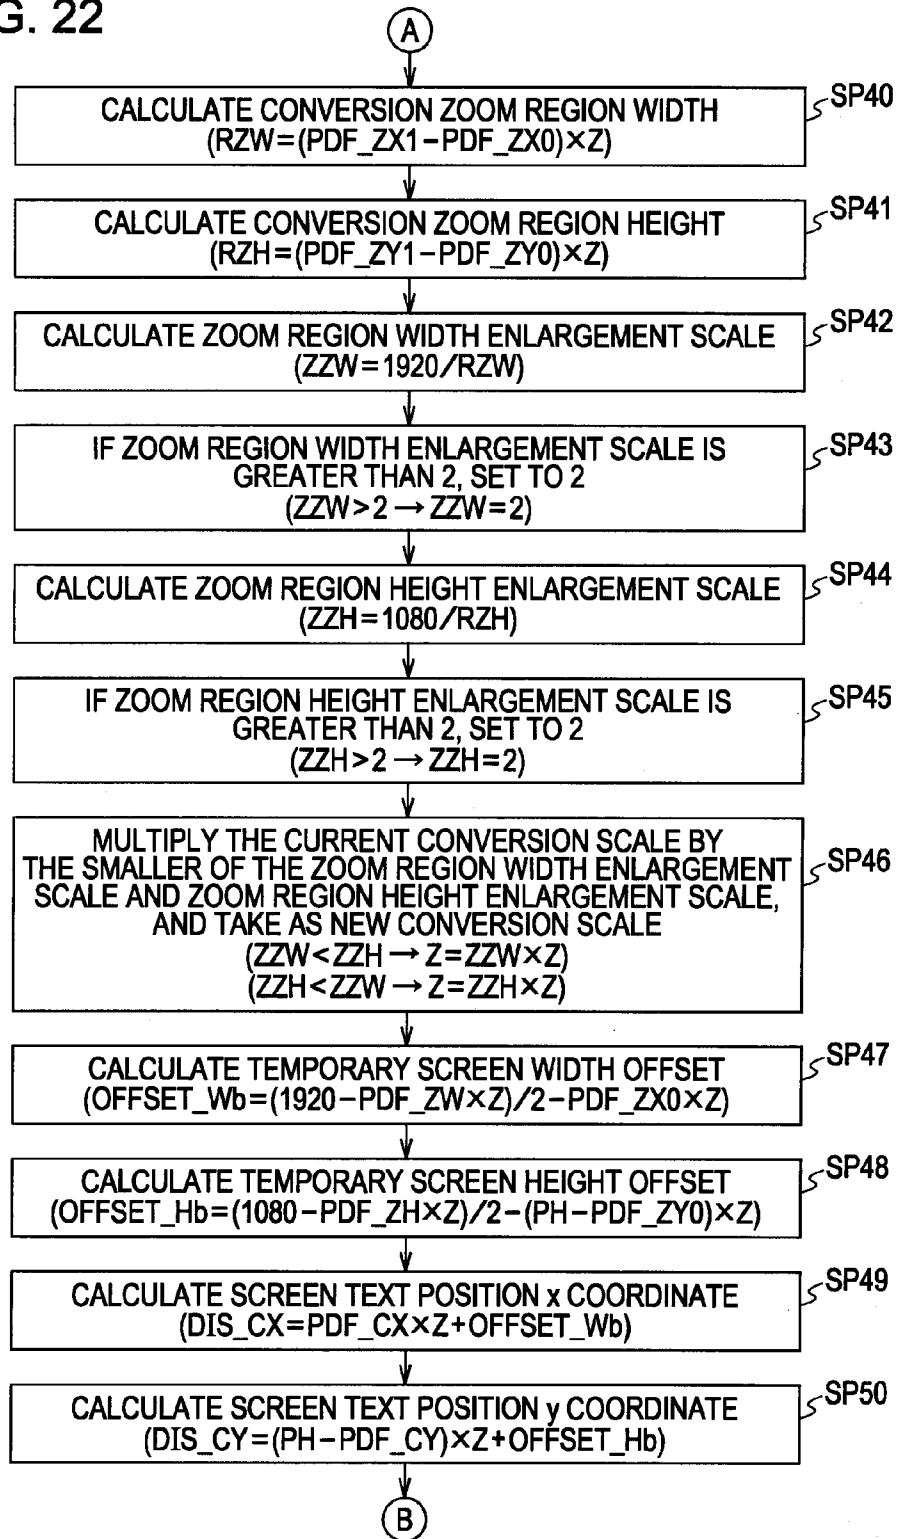 G. 22
A
CALCULATE CONVERSION ZOOM REGION WIDTH
(RZW=(PDF_ZX1−PDF_ZX0)×Z)
SP40
CALCULATE CONVERSION ZOOM REGION HEIGHT
(RZH=(PDF_ZY1−PDF_ZY0)×Z)
SP41
CALCULATE ZOOM REGION WIDTH ENLARGEMENT SCALE
(ZZW=1920/RZW)
SP42
IF ZOOM REGION WIDTH ENLARGEMENT SCALE IS
GREATER THAN 2, SET TO 2
(ZZW>2→ZZW=2)
SP43
CALCULATE ZOOM REGION HEIGHT ENLARGEMENT SCALE
(ZZH=1080/RZH)
SP44
IF ZOOM REGION HEIGHT ENLARGEMENT SCALE IS
GREATER THAN 2, SET TO 2
(ZZH>2→ZZH=2)
SP45
MULTIPLY THE CURRENT CONVERSION SCALE BY
THE SMALLER OF THE ZOOM REGION WIDTH ENLARGEMENT
SCALE AND ZOOM REGION HEIGHT ENLARGEMENT SCALE,
AND TAKE AS NEW CONVERSION SCALE
(ZZW<ZZH→Z=ZZW×Z)
(ZZH<ZZW→Z=ZZH×Z)
SP46
CALCULATE TEMPORARY SCREEN WIDTH OFFSET
(OFFSET_Wb=(1920−PDF_ZW×Z)/2−PDF_ZX0×Z)
SP47
CALCULATE TEMPORARY SCREEN HEIGHT OFFSET
(OFFSET_Hb=(1080−PDF_ZH×Z)/2−(PH−PDF_ZY0)×Z)
SP48
CALCULATE SCREEN TEXT POSITION x COORDINATE
(DIS_CX=PDF_CX×Z+OFFSET_Wb)
SP49
CALCULATE SCREEN TEXT POSITION y COORDINATE
(DIS_CY=(PH−PDF_CY)×Z+OFFSET_Hb)
SP50
B